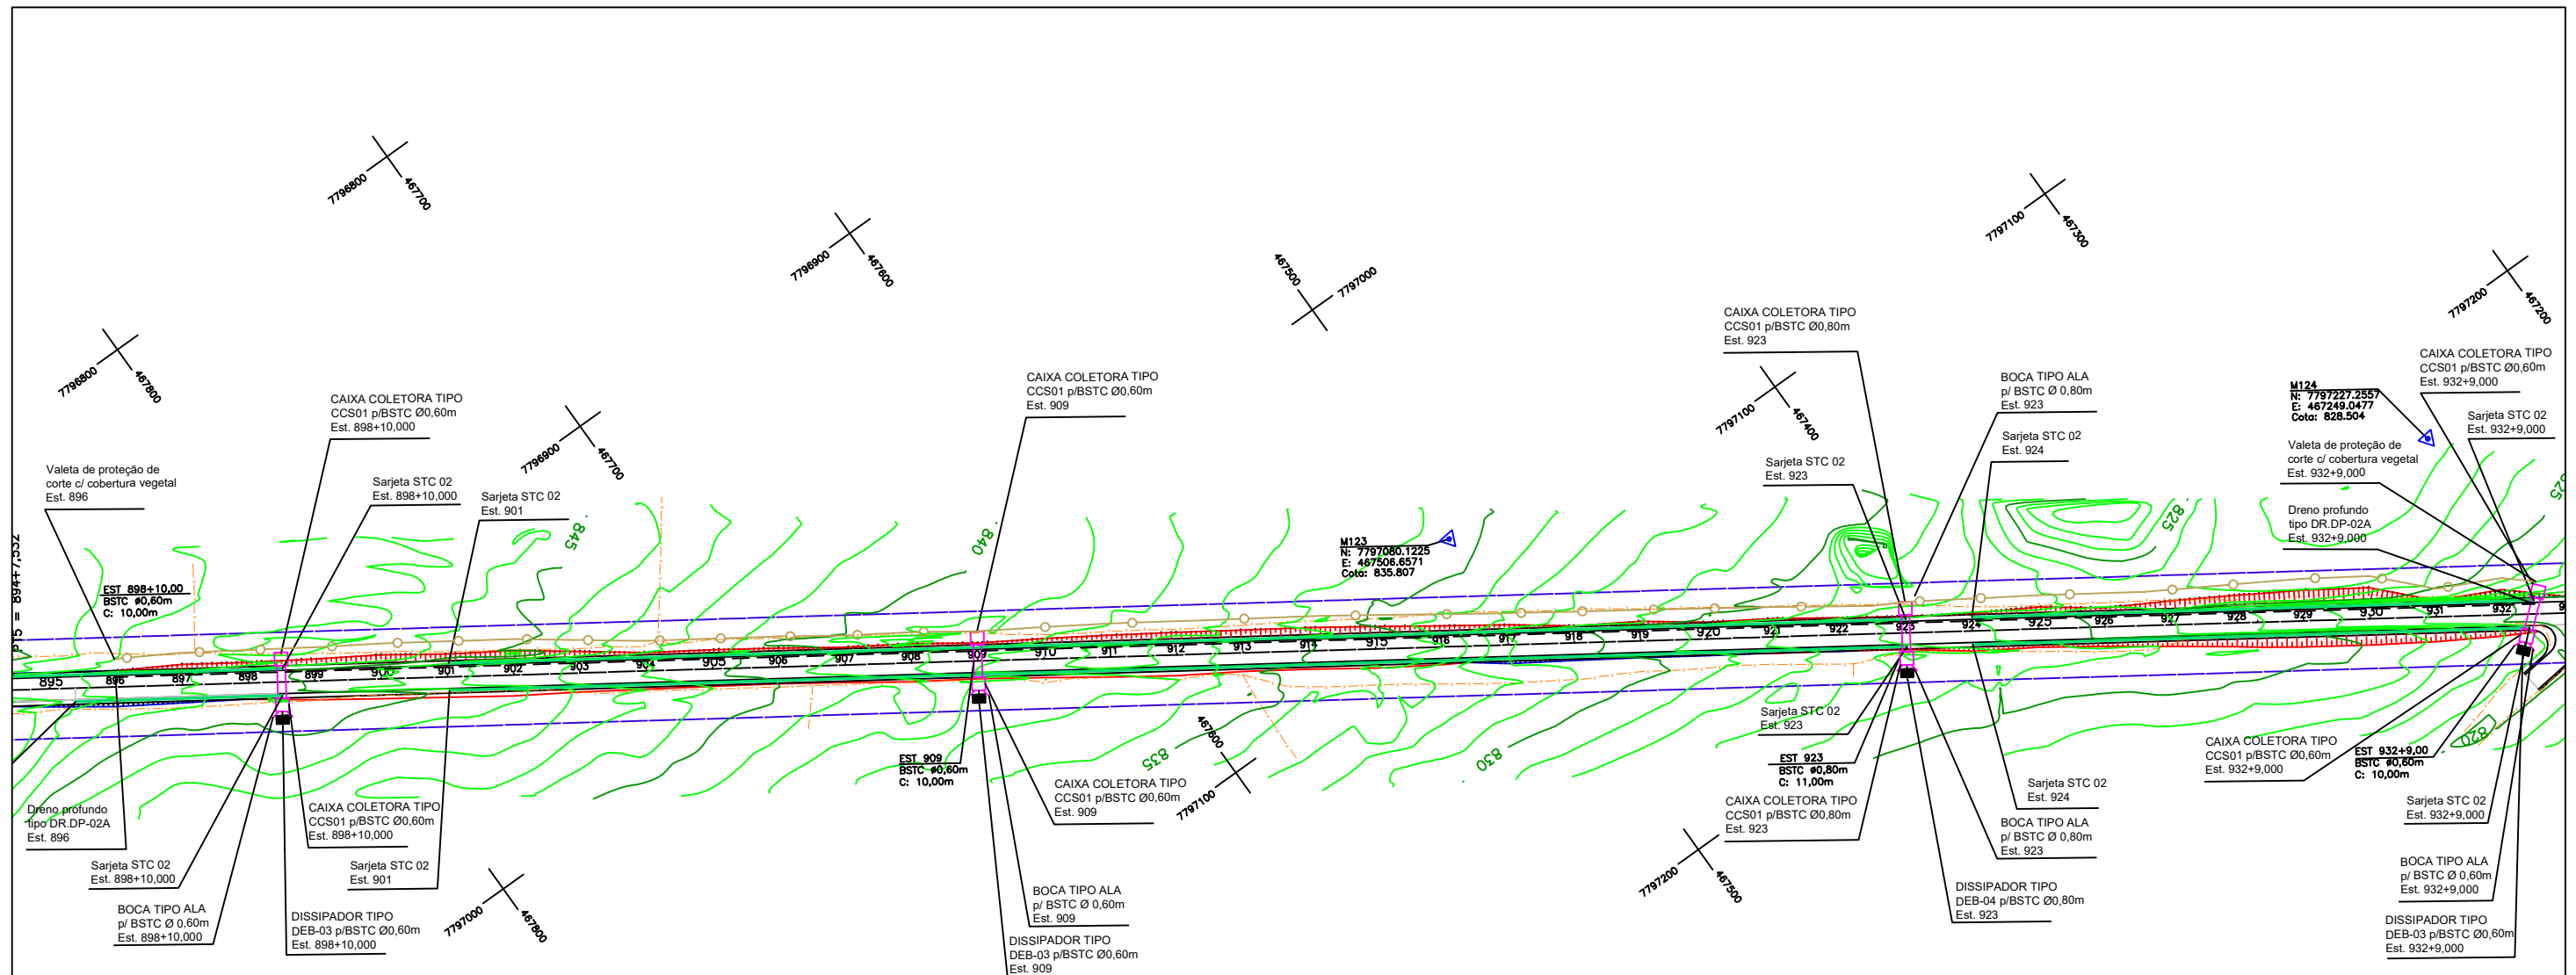 7796800
467700
7796900
467600
467500
7797000
7797100
467300
7797200
467200
7796800
467800
7796900
467700
7797100
467400
CAIXA COLETORA TIPO
CCS01 p/BSTC Ø0,60m
Est. 898+10,000
CAIXA COLETORA TIPO
CCS01 p/BSTC Ø0,60m
Est. 909
CAIXA COLETORA TIPO
CCS01 p/BSTC Ø0,80m
Est. 923
BOCA TIPO ALA
p/ BSTC Ø 0,80m
Est. 923
M124
N: 7797227.2557
E: 467249.0477
Cota: 828.504
CAIXA COLETORA TIPO
CCS01 p/BSTC Ø0,60m
Est. 932+9,000
Valeta de proteção de
corte c/ cobertura vegetal
Est. 896
Sarjeta STC 02
Est. 898+10,000
Sarjeta STC 02
Est. 901
Sarjeta STC 02
Est. 923
Sarjeta STC 02
Est. 924
Valeta de proteção de
corte c/ cobertura vegetal
Est. 932+9,000
Sarjeta STC 02
Est. 932+9,000
Dreno profundo
tipo DR.DP-02A
Est. 932+9,000
M123
N: 7797080.1225
E: 467506.6571
Cota: 835.807
845
840
825
825
EST 898+10,00
BSTC Ø0,60m
C: 10,00m
= 894+7,532
895 896 897 898 899 900 901 902 903 904 905 906 907 908 909 910 911 912 913 914 915 916 917 918 919 920 921 922 923 924 925 926 927 928 929 930 931 932
835
830
820
467600
7797100
EST 909
BSTC Ø0,60m
C: 10,00m
CAIXA COLETORA TIPO
CCS01 p/BSTC Ø0,60m
Est. 909
Sarjeta STC 02
Est. 923
EST 923
BSTC Ø0,80m
C: 11,00m
CAIXA COLETORA TIPO
CCS01 p/BSTC Ø0,80m
Est. 923
Sarjeta STC 02
Est. 924
BOCA TIPO ALA
p/ BSTC Ø 0,80m
Est. 923
CAIXA COLETORA TIPO
CCS01 p/BSTC Ø0,60m
Est. 932+9,000
EST 932+9,00
BSTC Ø0,60m
C: 10,00m
Sarjeta STC 02
Est. 932+9,000
Dreno profundo
tipo DR.DP-02A
Est. 896
CAIXA COLETORA TIPO
CCS01 p/BSTC Ø0,60m
Est. 898+10,000
Sarjeta STC 02
Est. 898+10,000
Sarjeta STC 02
Est. 901
BOCA TIPO ALA
p/ BSTC Ø 0,60m
Est. 898+10,000
DISSIPADOR TIPO
DEB-03 p/BSTC Ø0,60m
Est. 898+10,000
7797000
467800
BOCA TIPO ALA
p/ BSTC Ø 0,60m
Est. 909
DISSIPADOR TIPO
DEB-03 p/BSTC Ø0,60m
Est. 909
7797200
467500
DISSIPADOR TIPO
DEB-04 p/BSTC Ø0,80m
Est. 923
BOCA TIPO ALA
p/ BSTC Ø 0,60m
Est. 932+9,000
DISSIPADOR TIPO
DEB-03 p/BSTC Ø0,60m
Est. 932+9,000